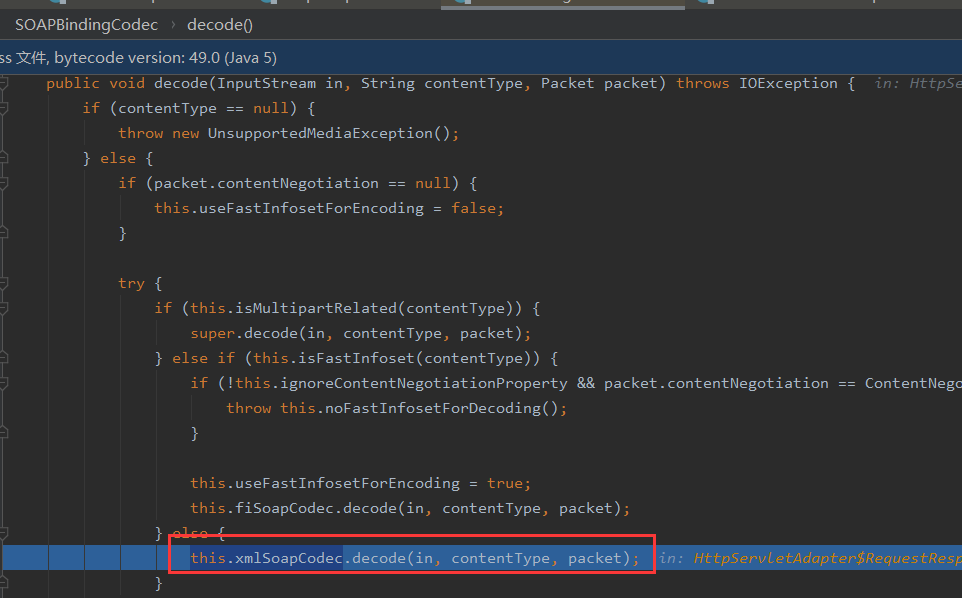 SOAPBindingCodec › decode()
ss 文件, bytecode version: 49.0 (Java 5)
public void decode(InputStream in, String contentType, Packet packet) throws IOException { in: HttpSe
if (contentType == null) {
throw new UnsupportedMediaException();
} else {
if (packet.contentNegotiation == null) {
this.useFastInfosetForEncoding = false;
}
try {
if (this.isMultipartRelated(contentType)) {
super.decode(in, contentType, packet);
} else if (this.isFastInfoset(contentType)) {
if (!this.ignoreContentNegotiationProperty && packet.contentNegotiation == ContentNego
throw this.noFastInfosetForDecoding();
}
this.useFastInfosetForEncoding = true;
this.fiSoapCodec.decode(in, contentType, packet);
} else {
this.xmlSoapCodec.decode(in, contentType, packet); in: HttpServletAdapter$RequestResp
}